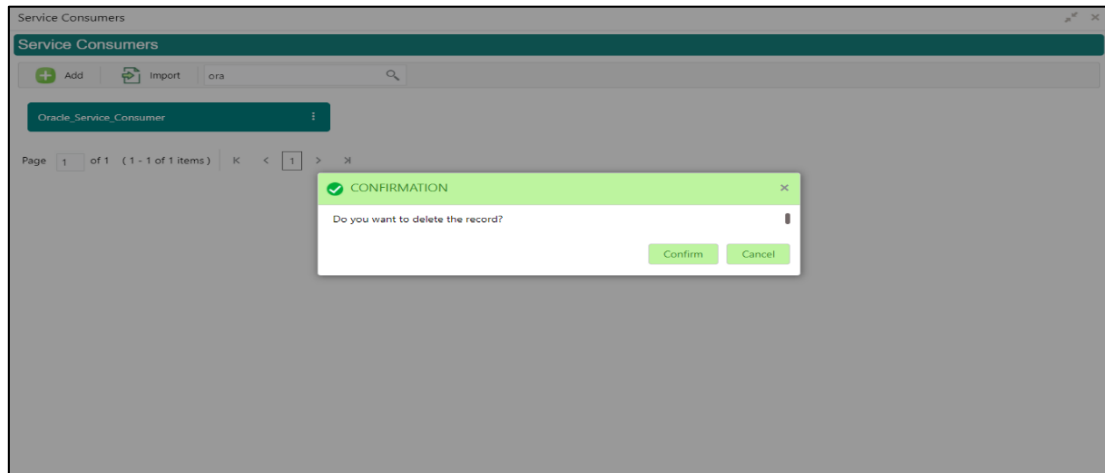 Service Consumers
Service Consumers
Add Import ora
Oracle_Service_Consumer
Page 1 of 1 (1 - 1 of 1 items) 1
CONFIRMATION
Do you want to delete the record?
Confirm Cancel